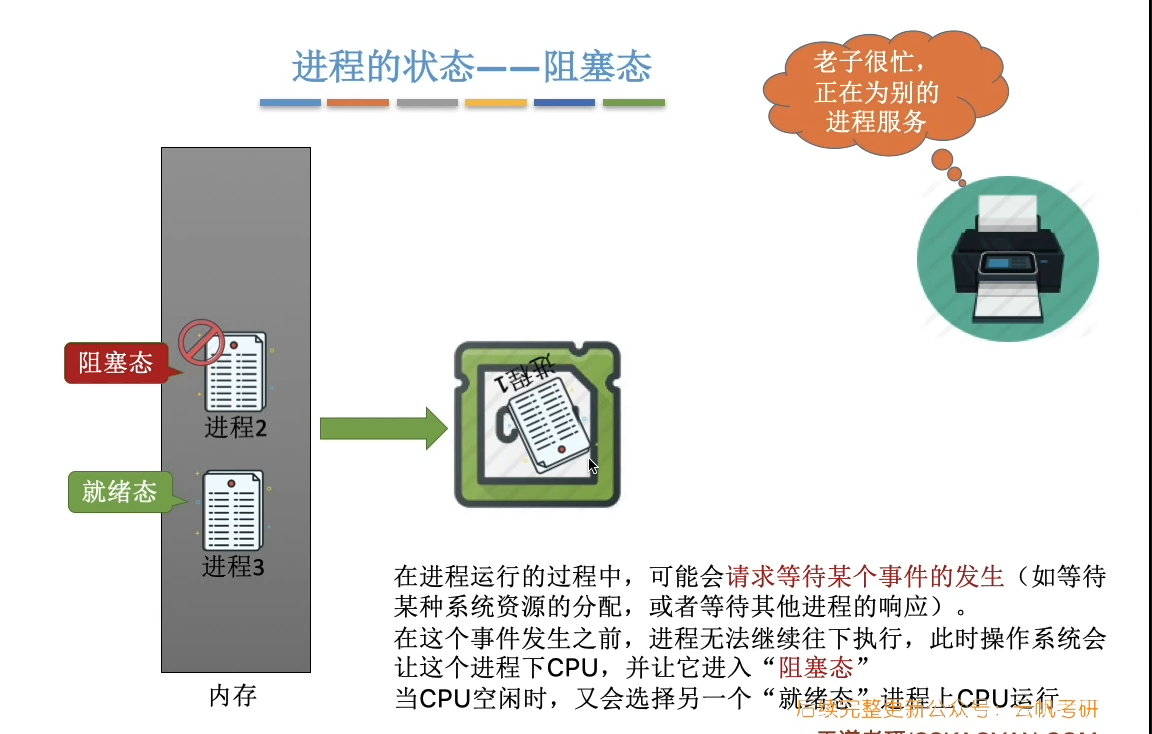 进程的状态——阻塞态
老子很忙，
正在为别的
进程服务
阻塞态
进程2
进程1
就绪态
进程3
内存
在进程运行的过程中，可能会请求等待某个事件的发生（如等待
某种系统资源的分配，或者等待其他进程的响应）。
在这个事件发生之前，进程无法继续往下执行，此时操作系统会
让这个进程下CPU，并让它进入“阻塞态”
当CPU空闲时，又会选择另一个“就绪态”进程上CPU运行
后续完整更新公众号：云帆考研